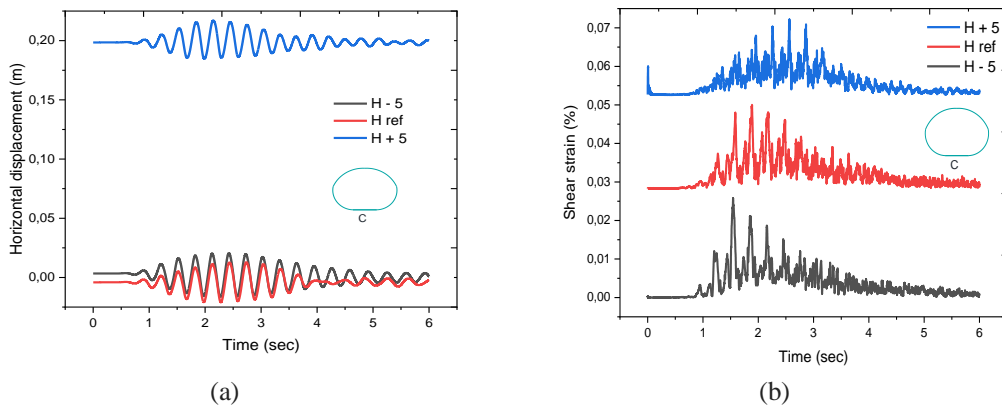 (a)
0,20
0,15
0,10
0,05
0,00
Horizontal displacement (m)
H - 5
H ref
H + 5
C
0 1 2 3 4 5 6
Time (sec)
(a)
(b)
0,07
0,06
0,05
0,03
0,02
0,01
0,00
Shear strain (%)
H + 5
H ref
H - 5
C
0 1 2 3 4 5 6
Time (sec)
(b)